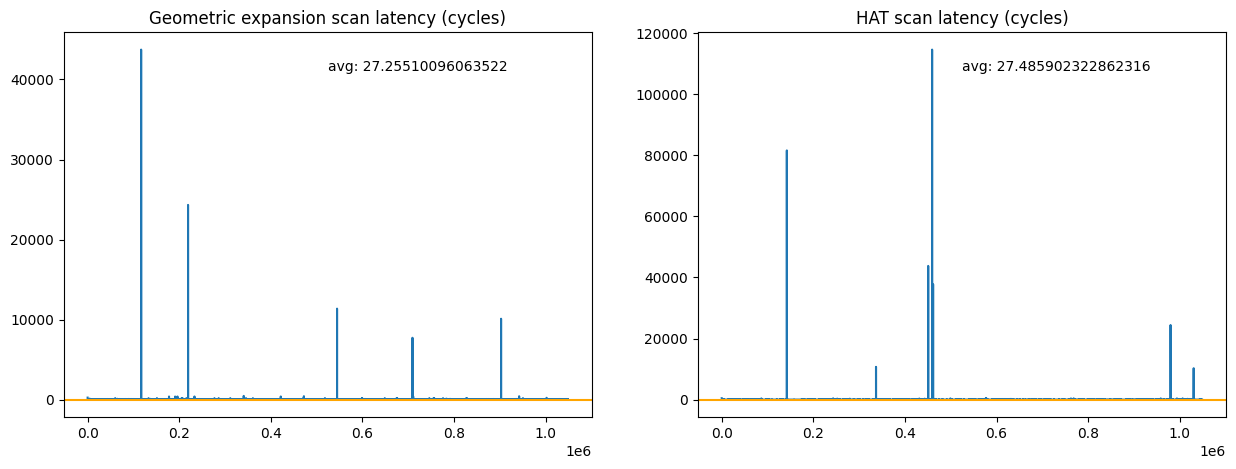 Geometric expansion scan latency (cycles)
avg: 27.25510096063522
40000
30000
20000
10000
0
0.0 0.2 0.4 0.6 0.8 1.0
1e6
HAT scan latency (cycles)
avg: 27.485902322862316
120000
100000
80000
60000
40000
20000
0
0.0 0.2 0.4 0.6 0.8 1.0
1e6